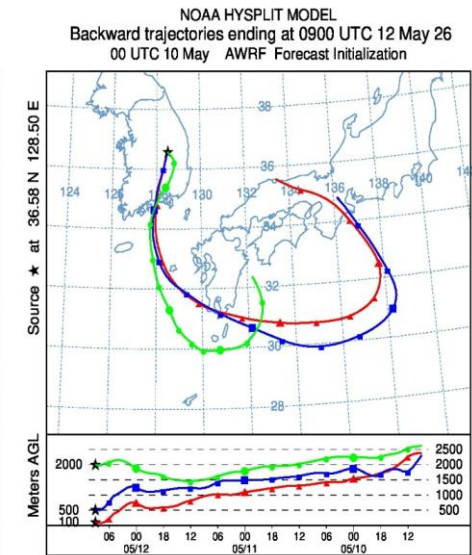 NOAA HYSPLIT MODEL
Backward trajectories ending at 0900 UTC 12 May 26
00 UTC 10 May AWRF Forecast Initialization
Source ★ at 36.58 N 128.50 E
38
36
124
130
132
136
138
140
32
30
28
Meters AGL
2000
500
100
2500
2000
1500
1000
500
06 00 18 12 06 00 18 12 06 00 18 12
05/12 05/11 05/10